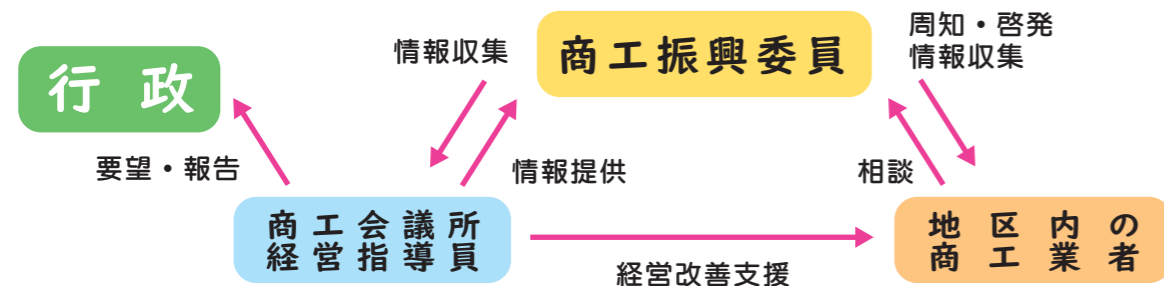 行政
情報収集
商工振興委員
周知・啓発
情報収集
要望・報告
情報提供
相談
商工会議所
経営指導員
経営改善支援
地区内の
商工業者